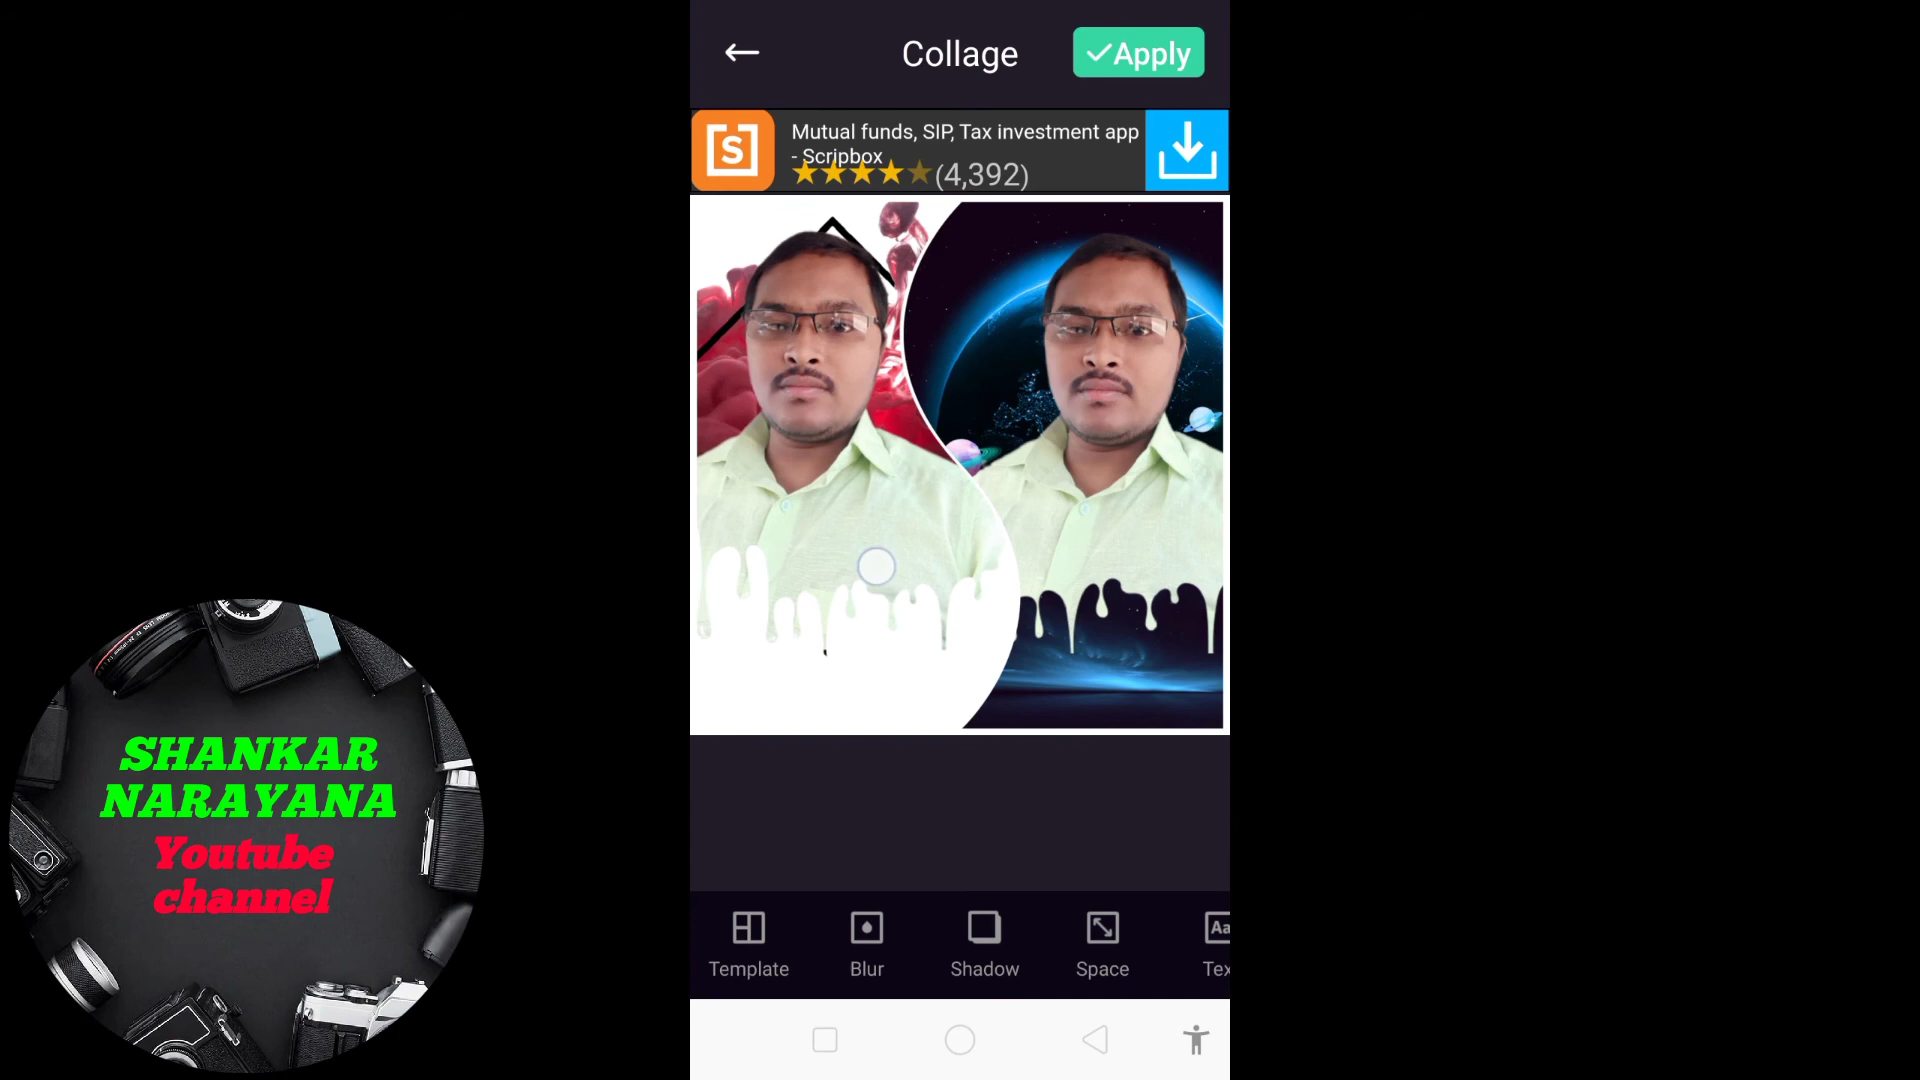 Collage
Apply
S
Mutual funds, SIP, Tax investment app
- Scripbox
(4,392)
SHANKAR
NARAYANA
Youtube
channel
Template
Blur
Shadow
Space
Aa
Tex